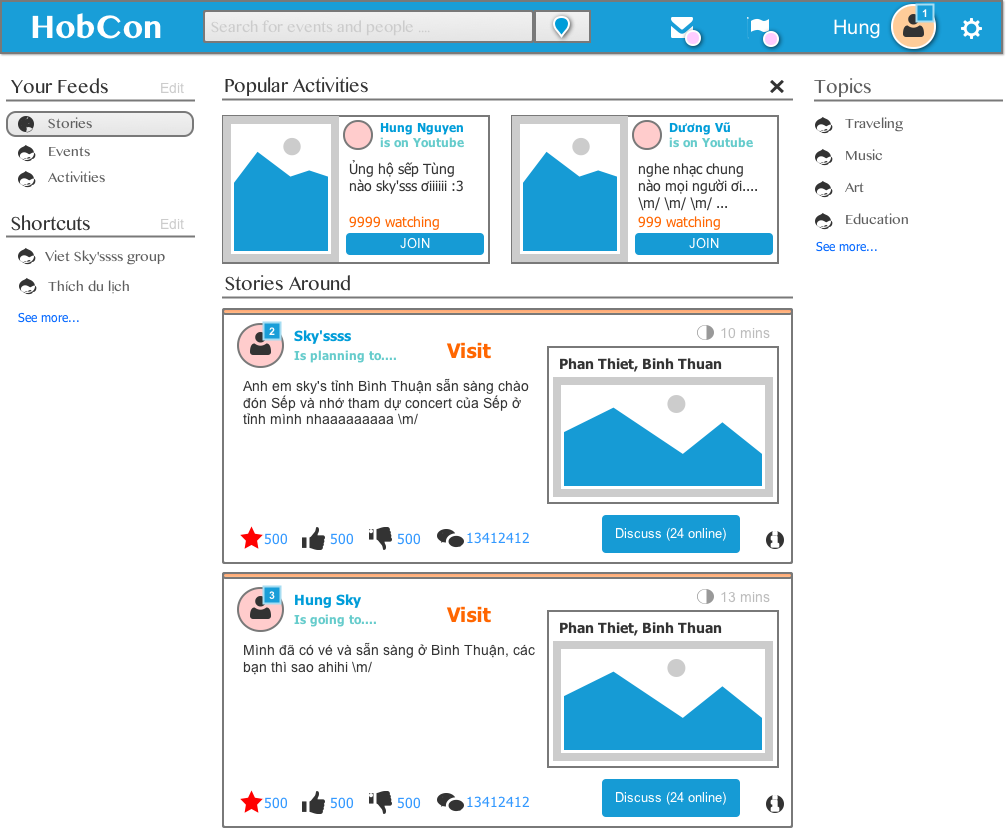 HobCon
Search for events and people ....
Hung
1
Your Feeds
Edit
Stories
Events
Activities
Shortcuts
Edit
Viet Sky'ssss group
Thích du lịch
See more...
Popular Activities
Hung Nguyen
is on Youtube
Ủng hộ sếp Tùng
nào sky'sss ơiiiiii :3
9999 watching
JOIN
Dương Vũ
is on Youtube
nghe nhạc chung
nào mọi người ơi....
\m/ \m/ \m/ ...
999 watching
JOIN
Stories Around
2
Sky'ssss
Is planning to....
Visit
10 mins
Phan Thiet, Binh Thuan
Anh em sky's tỉnh Bình Thuận sẵn sàng chào
đón Sếp và nhớ tham dự concert của Sếp ở
tỉnh mình nhaaaaaaaaa \m/
500
500
500
13412412
Discuss (24 online)
3
Hung Sky
Is going to....
Visit
13 mins
Phan Thiet, Binh Thuan
Mình đã có vé và sẵn sàng ở Bình Thuận, các
bạn thì sao ahihi \m/
500
500
500
13412412
Discuss (24 online)
Topics
Traveling
Music
Art
Education
See more...